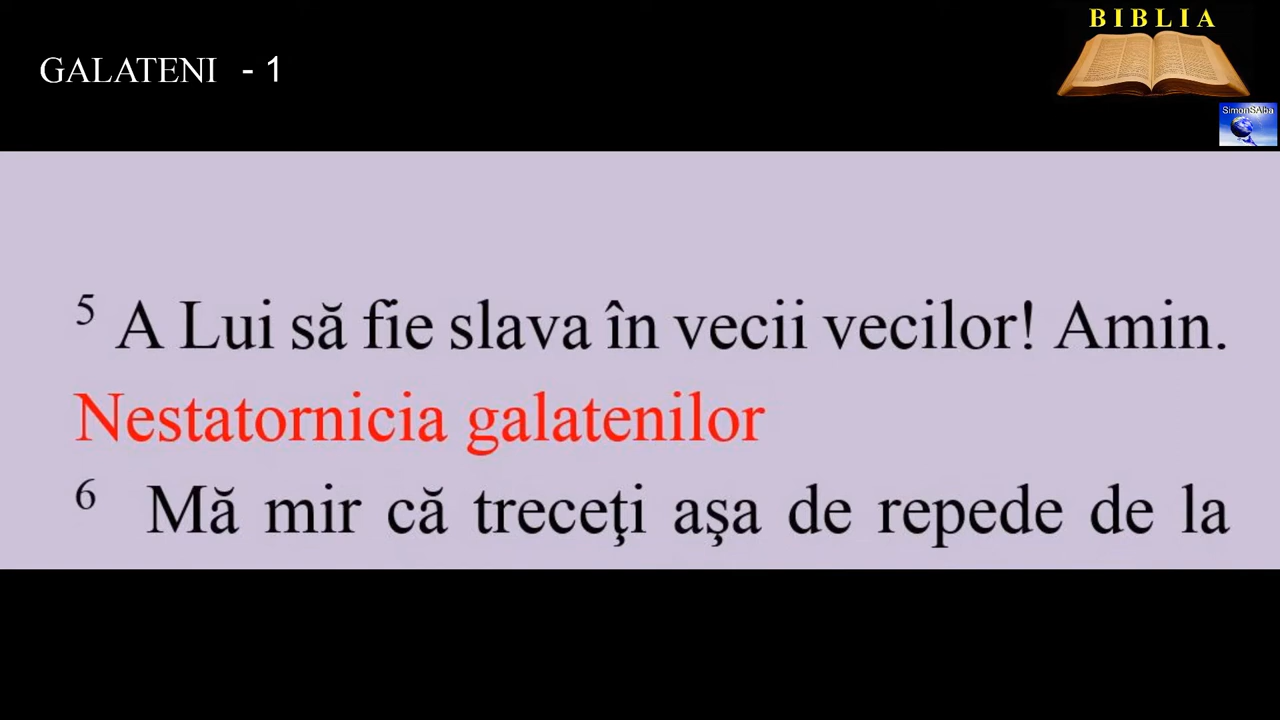 BIBLIA
GALATENI - 1
SimonSAlba
5 A Lui să fie slava în vecii vecilor! Amin.
Nestatornicia galatenilor
6 Mă mir că treceţi aşa de repede de la